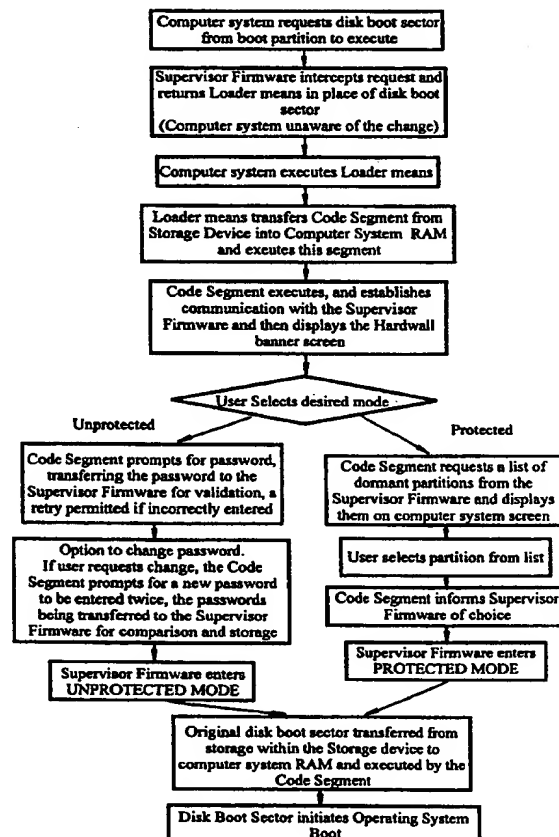 Computer system requests disk boot sector
from boot partition to execute
Supervisor Firmware intercepts request and
returns Loader means in place of disk boot
sector
(Computer system unaware of the change)
Computer system executes Loader means
Loader means transfers Code Segment from
Storage Device into Computer System RAM
and exeutes this segment
Code Segment executes, and establishes
communication with the Supervisor
Firmware and then displays the Hardwall
banner screen
User Selects desired mode
Unprotected
Protected
Code Segment prompts for password,
transferring the password to the
Supervisor Firmware for validation, a
retry permitted if incorrectly entered
Option to change password.
If user requests change, the Code
Segment prompts for a new password
to be entered twice, the passwords
being transferred to the Supervisor
Firmware for comparison and storage
Supervisor Firmware enters
UNPROTECTED MODE
Code Segment requests a list of
dormant partitions from the
Supervisor Firmware and displays
them on computer system screen
User selects partition from list
Code Segment informs Supervisor
Firmware of choice
Supervisor Firmware enters
PROTECTED MODE
Original disk boot sector transferred from
storage within the Storage device to
computer system RAM and executed by the
Code Segment
Disk Boot Sector initiates Operating System
Boot